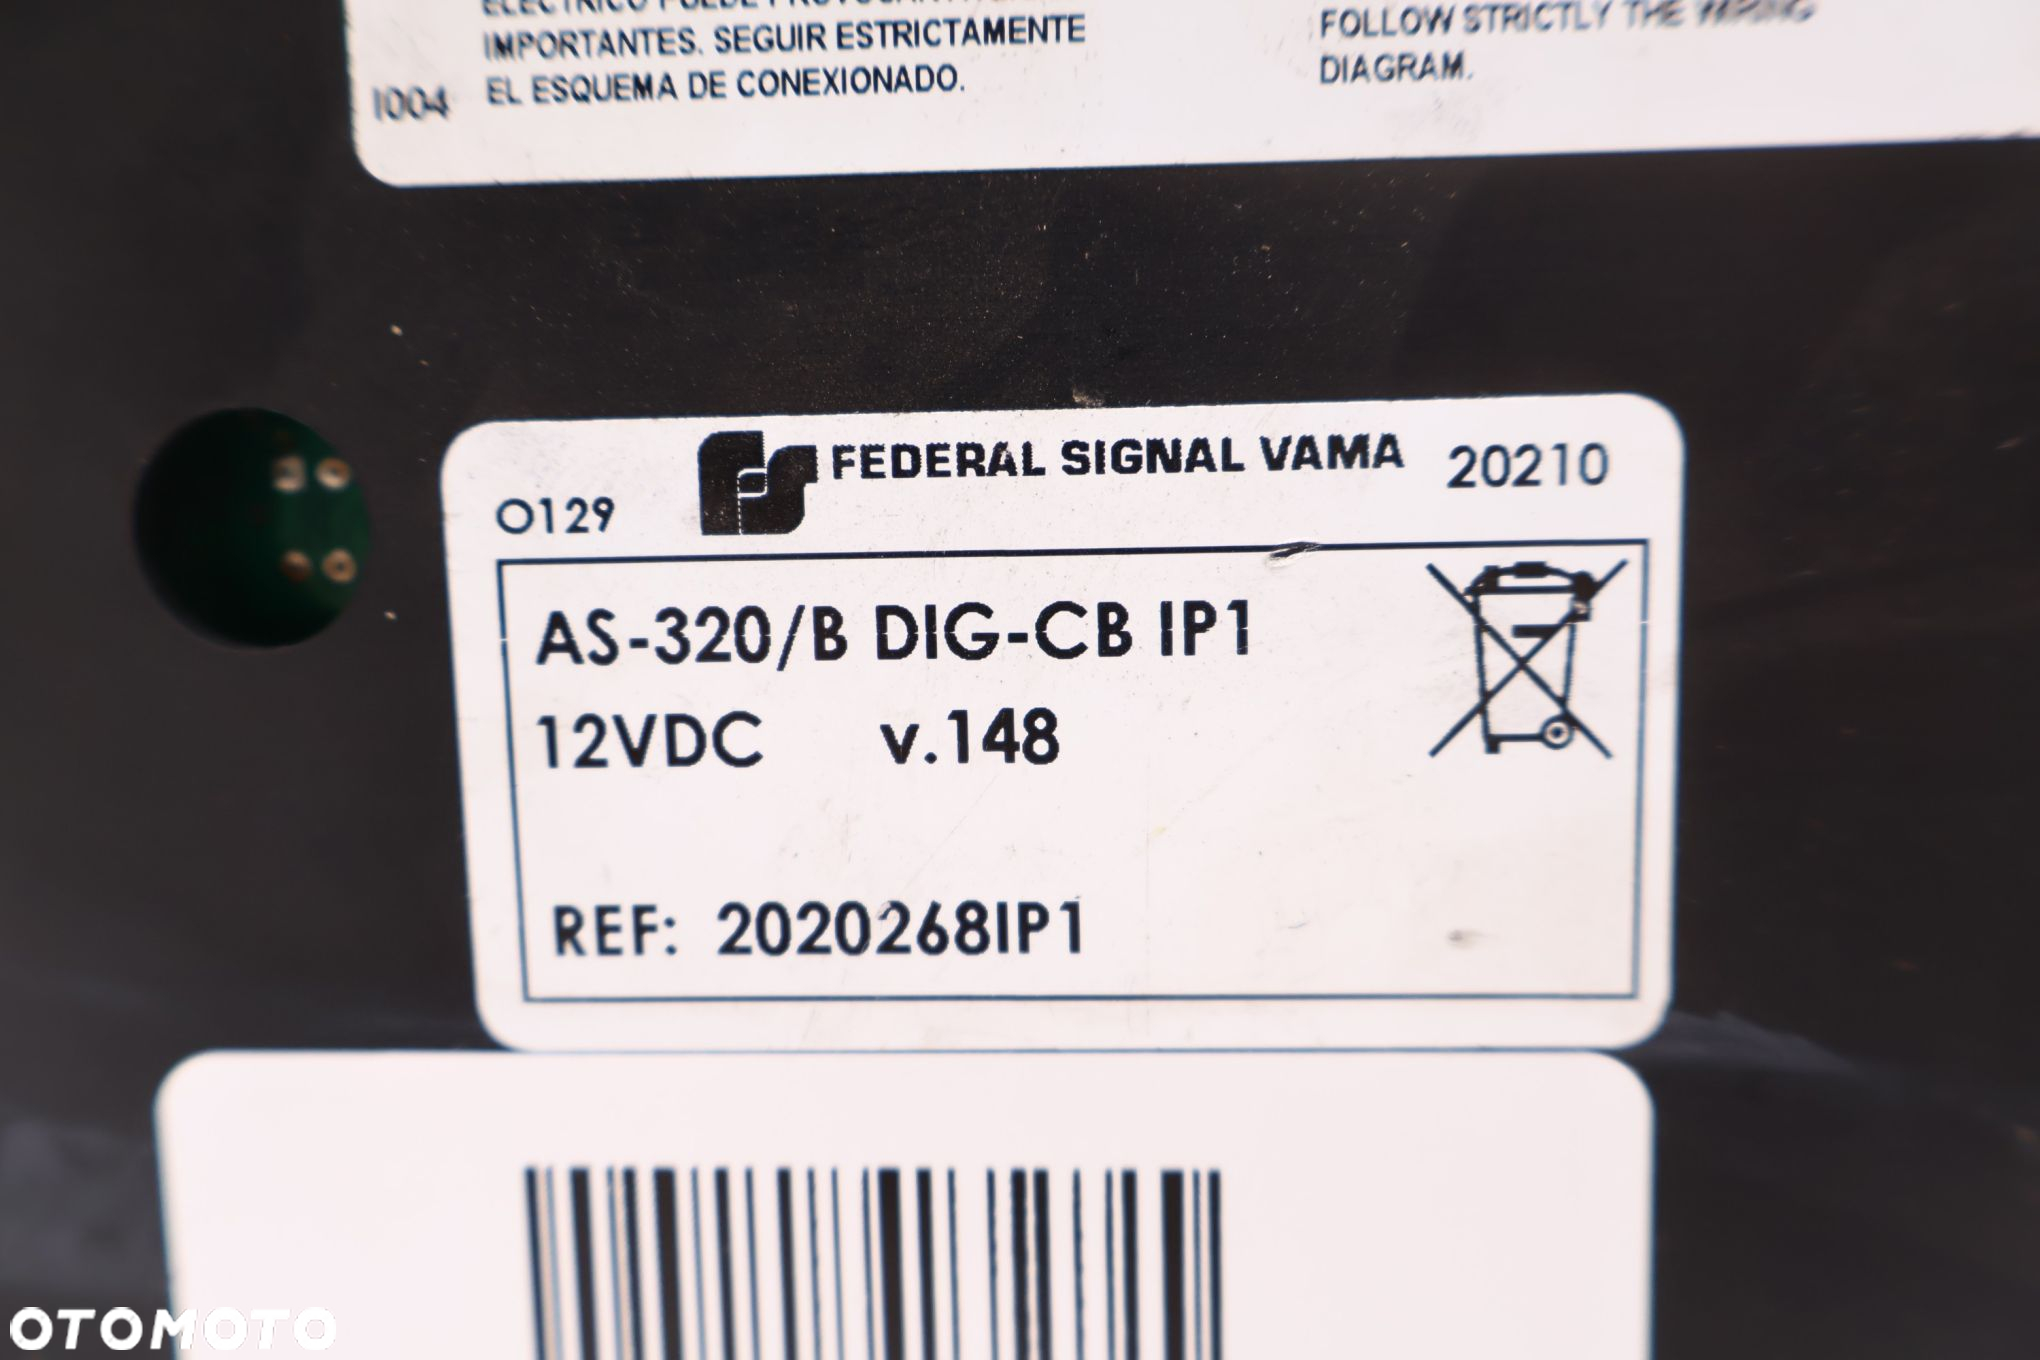 IMPORTANTES. SEGUIR ESTRICTAMENTE
EL ESQUEMA DE CONEXIONADO.
I004
FOLLOW STRICTLY THE WIRING
DIAGRAM.
O129
FEDERAL SIGNAL VAMA
20210
AS-320/B DIG-CB IP1
12VDC v.148
REF: 2020268IP1
OTOMOTO